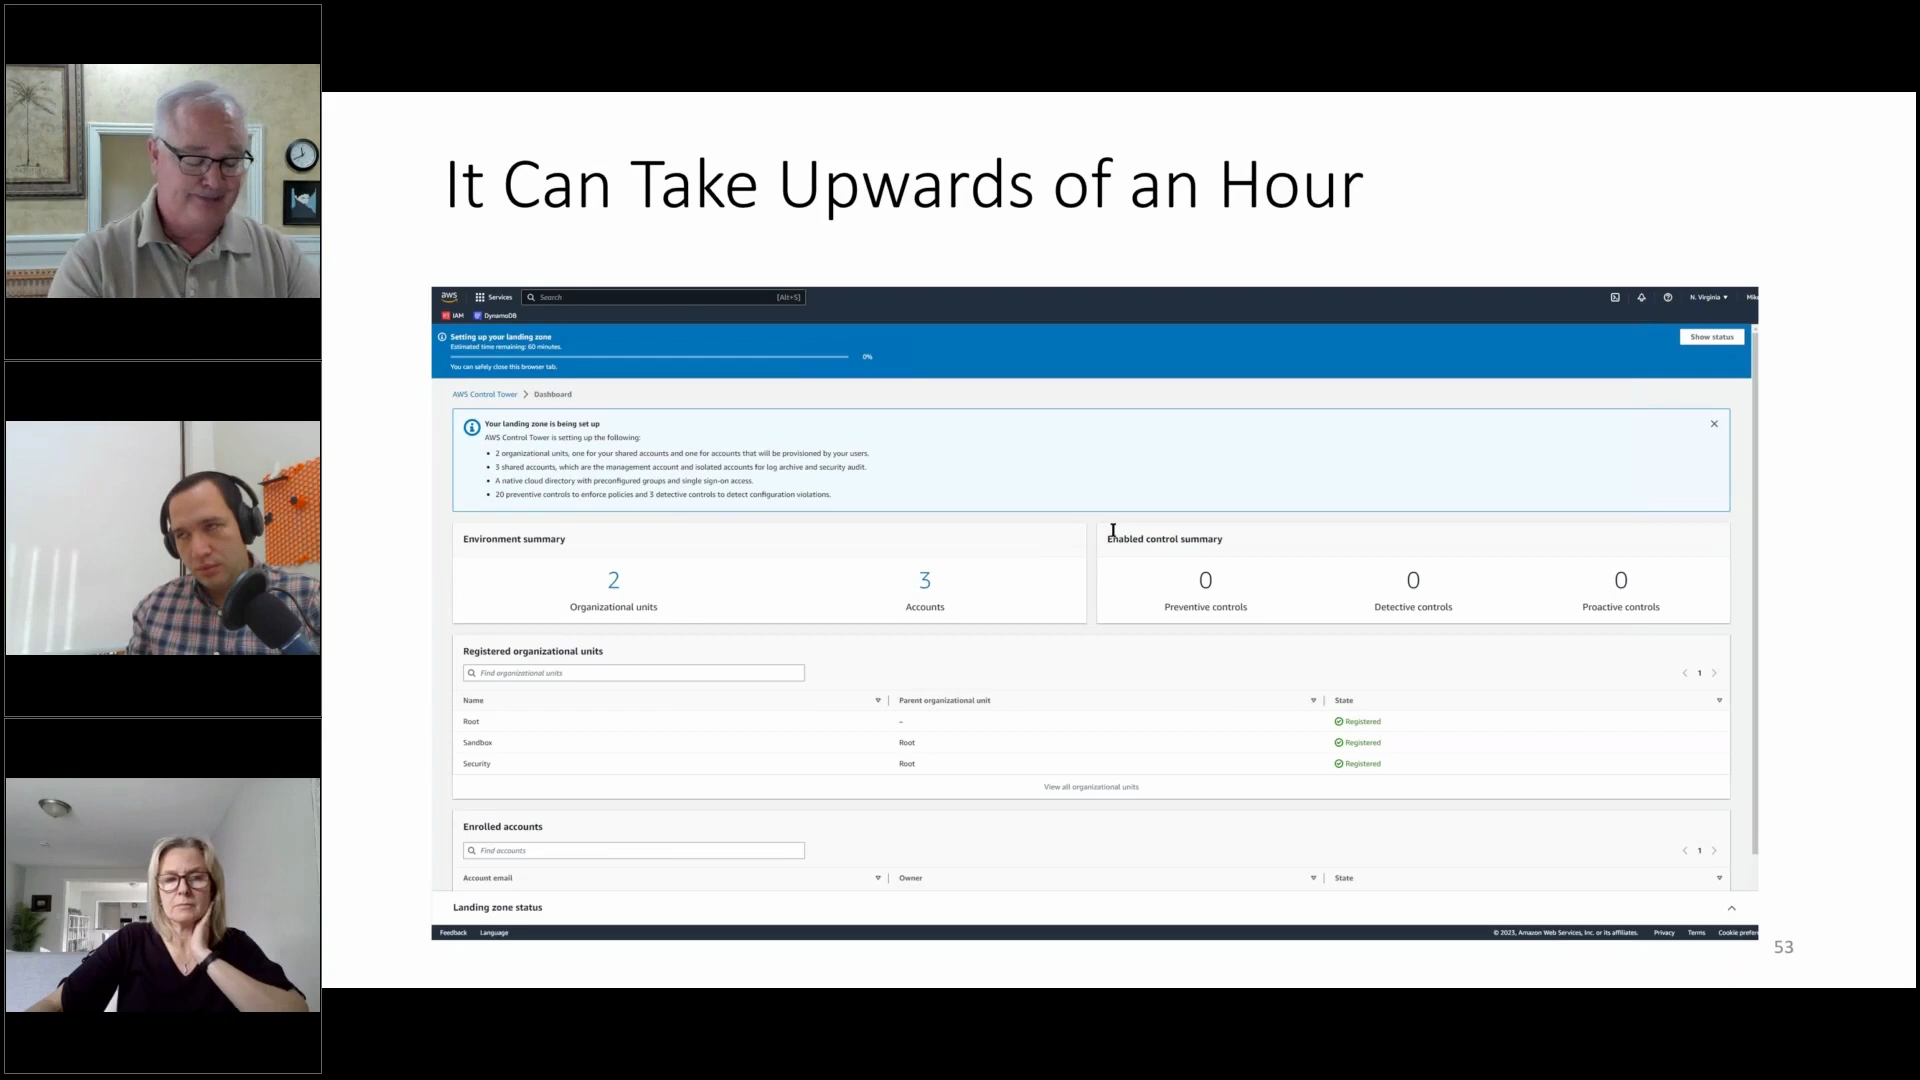 It Can Take Upwards of an Hour
aws Services Search [Alt+S] N. Virginia
IAM DynamoDB
Setting up your landing zone
Show status
Estimated time remaining: 60 minutes.
0%
You can safely close this browser tab.
AWS Control Tower Dashboard
Your landing zone is being set up
AWS Control Tower is setting up the following:
• 2 organizational units, one for your shared accounts and one for accounts that will be provisioned by your users.
• 3 shared accounts, which are the management account and isolated accounts for log archive and security audit.
• A native cloud directory with preconfigured groups and single sign-on access.
• 20 preventive controls to enforce policies and 3 detective controls to detect configuration violations.
Environment summary
2 3
Organizational units Accounts
Enabled control summary
0 0 0
Preventive controls Detective controls Proactive controls
Registered organizational units
Find organizational units
1
Name Parent organizational unit State
Root – Registered
Sandbox Root Registered
Security Root Registered
View all organizational units
Enrolled accounts
Find accounts
1
Account email Owner State
Landing zone status
Feedback Language © 2023, Amazon Web Services, Inc. or its affiliates. Privacy Terms Cookie prefer
53